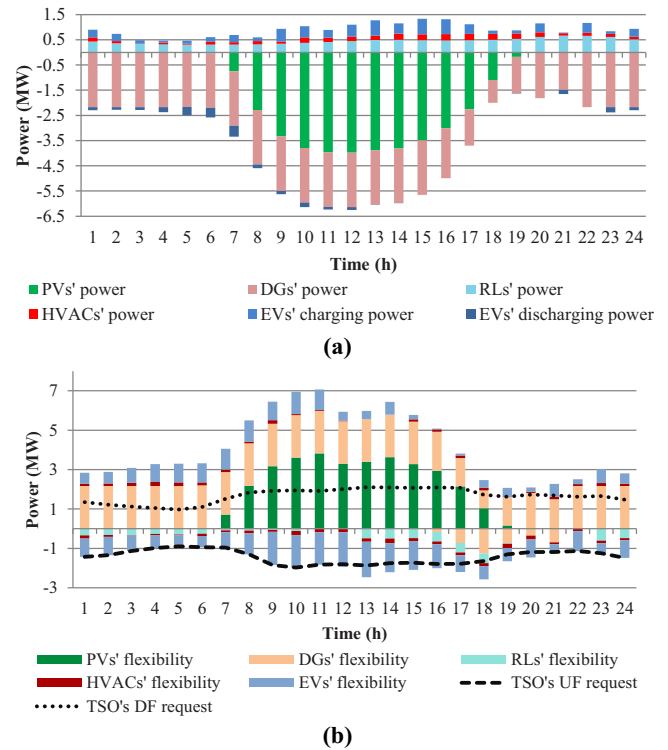 1.5
0.5
-0.5
-1.5
-2.5
-3.5
-4.5
-5.5
-6.5
Power (MW)
1 2 3 4 5 6 7 8 9 10 11 12 13 14 15 16 17 18 19 20 21 22 23 24
Time (h)
PVs' power DGs' power RLs' power
HVACs' power EVs' charging power EVs' discharging power
(a)
7
5
3
1
-1
-3
Power (MW)
1 2 3 4 5 6 7 8 9 10 11 12 13 14 15 16 17 18 19 20 21 22 23 24
Time (h)
PVs' flexibility DGs' flexibility RLs' flexibility
HVACs' flexibility EVs' flexibility TSO's UF request
TSO's DF request
(b)